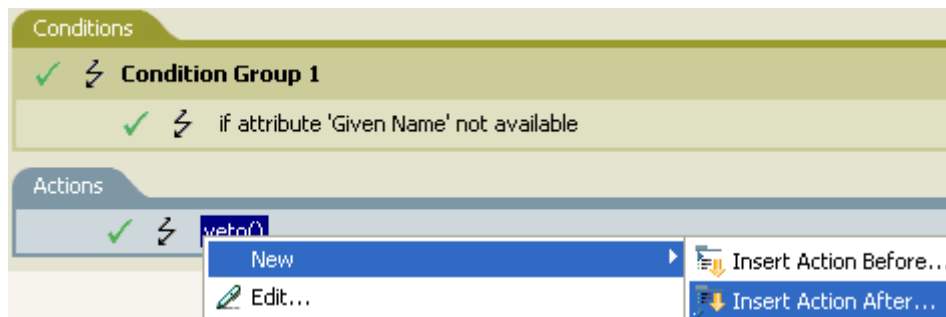 Conditions
Condition Group 1
if attribute 'Given Name' not available
Actions
veto()
New
Insert Action Before...
Edit...
Insert Action After...